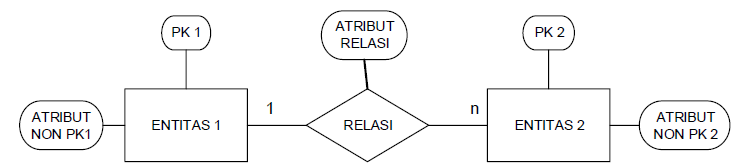 PK 1
ATRIBUT
RELASI
PK 2
ATRIBUT
NON PK1
ENTITAS 1
1
RELASI
n
ENTITAS 2
ATRIBUT
NON PK 2